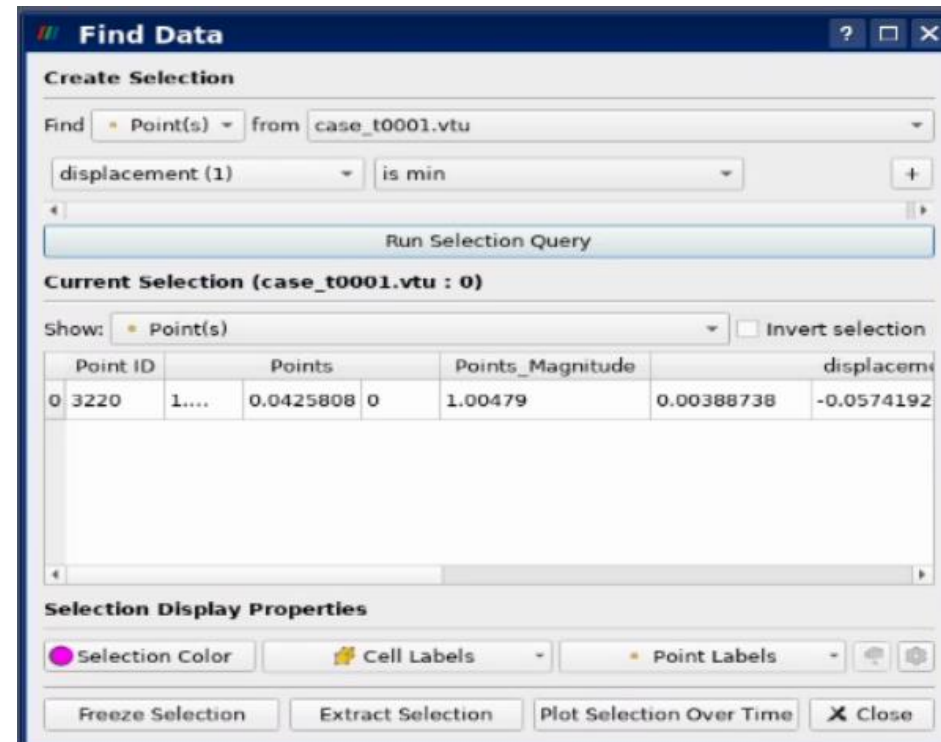 Find Data
Create Selection
Find Point(s) from case_t0001.vtu
displacement (1) is min +
Run Selection Query
Current Selection (case_t0001.vtu : 0)
Show: Point(s) Invert selection
Point ID Points Points_Magnitude displaceme
0 3220 1.... 0.0425808 0 1.00479 0.00388738 -0.0574192
Selection Display Properties
Selection Color Cell Labels Point Labels
Freeze Selection Extract Selection Plot Selection Over Time Close